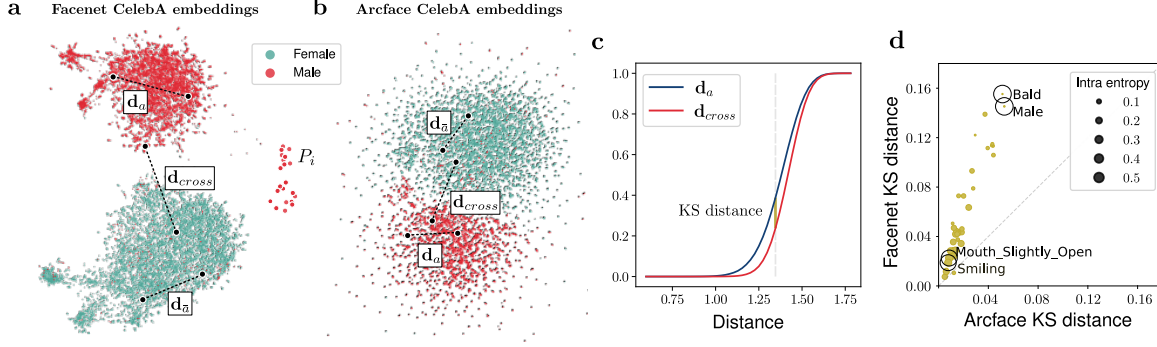 a
Facenet CelebA embeddings
Female
Male
d_a
d_cross
d_ā
P_i
b
Arcface CelebA embeddings
d_ā
d_cross
d_a
c
d_a
d_cross
KS distance
1.0
0.8
0.6
0.4
0.2
0.0
0.75
1.00
1.25
1.50
1.75
Distance
d
Facenet KS distance
0.16
0.12
0.08
0.04
0.00
Intra entropy
0.1
0.2
0.3
0.4
0.5
Bald
Male
Mouth_Slightly_Open
Smiling
0.04
0.08
0.12
0.16
Arcface KS distance